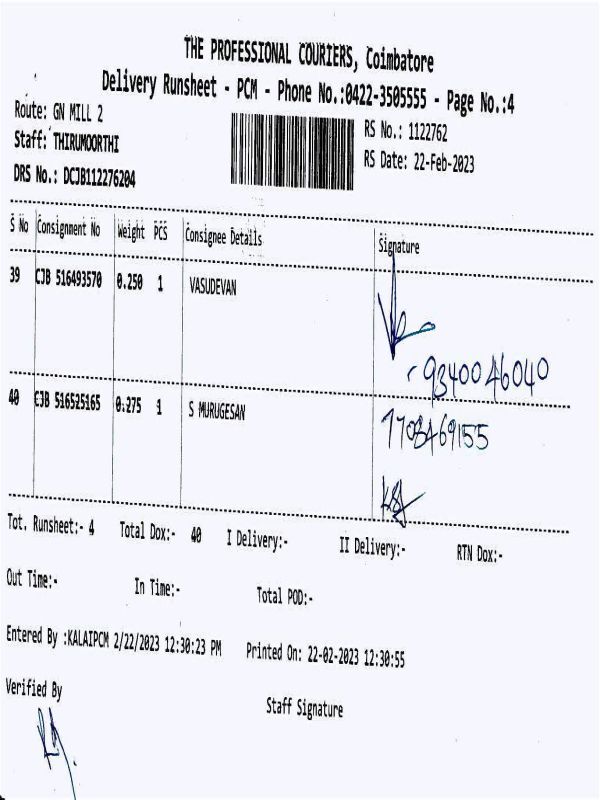 THE PROFESSIONAL COURIERS, Coimbatore
Delivery Runsheet - PCM - Phone No.:0422-3505555 - Page No.:4
Route: GN MILL 2
Staff: THIRUMOORTHI
DRS No.: DCJB112276204
RS No.: 1122762
RS Date: 22-Feb-2023
S No Consignment No Weight PCS Consignee Details Signature
39 CJB 516493570 0.250 1 VASUDEVAN
9340046040
40 CJB 516525165 0.275 1 S MURUGESAN
7708469155
Tot. Runsheet:- 4 Total Dox:- 40 I Delivery:- II Delivery:- RTN Dox:-
Out Time:- In Time:- Total POD:-
Entered By :KALAIPCM 2/22/2023 12:30:23 PM Printed On: 22-02-2023 12:30:55
Verified By Staff Signature